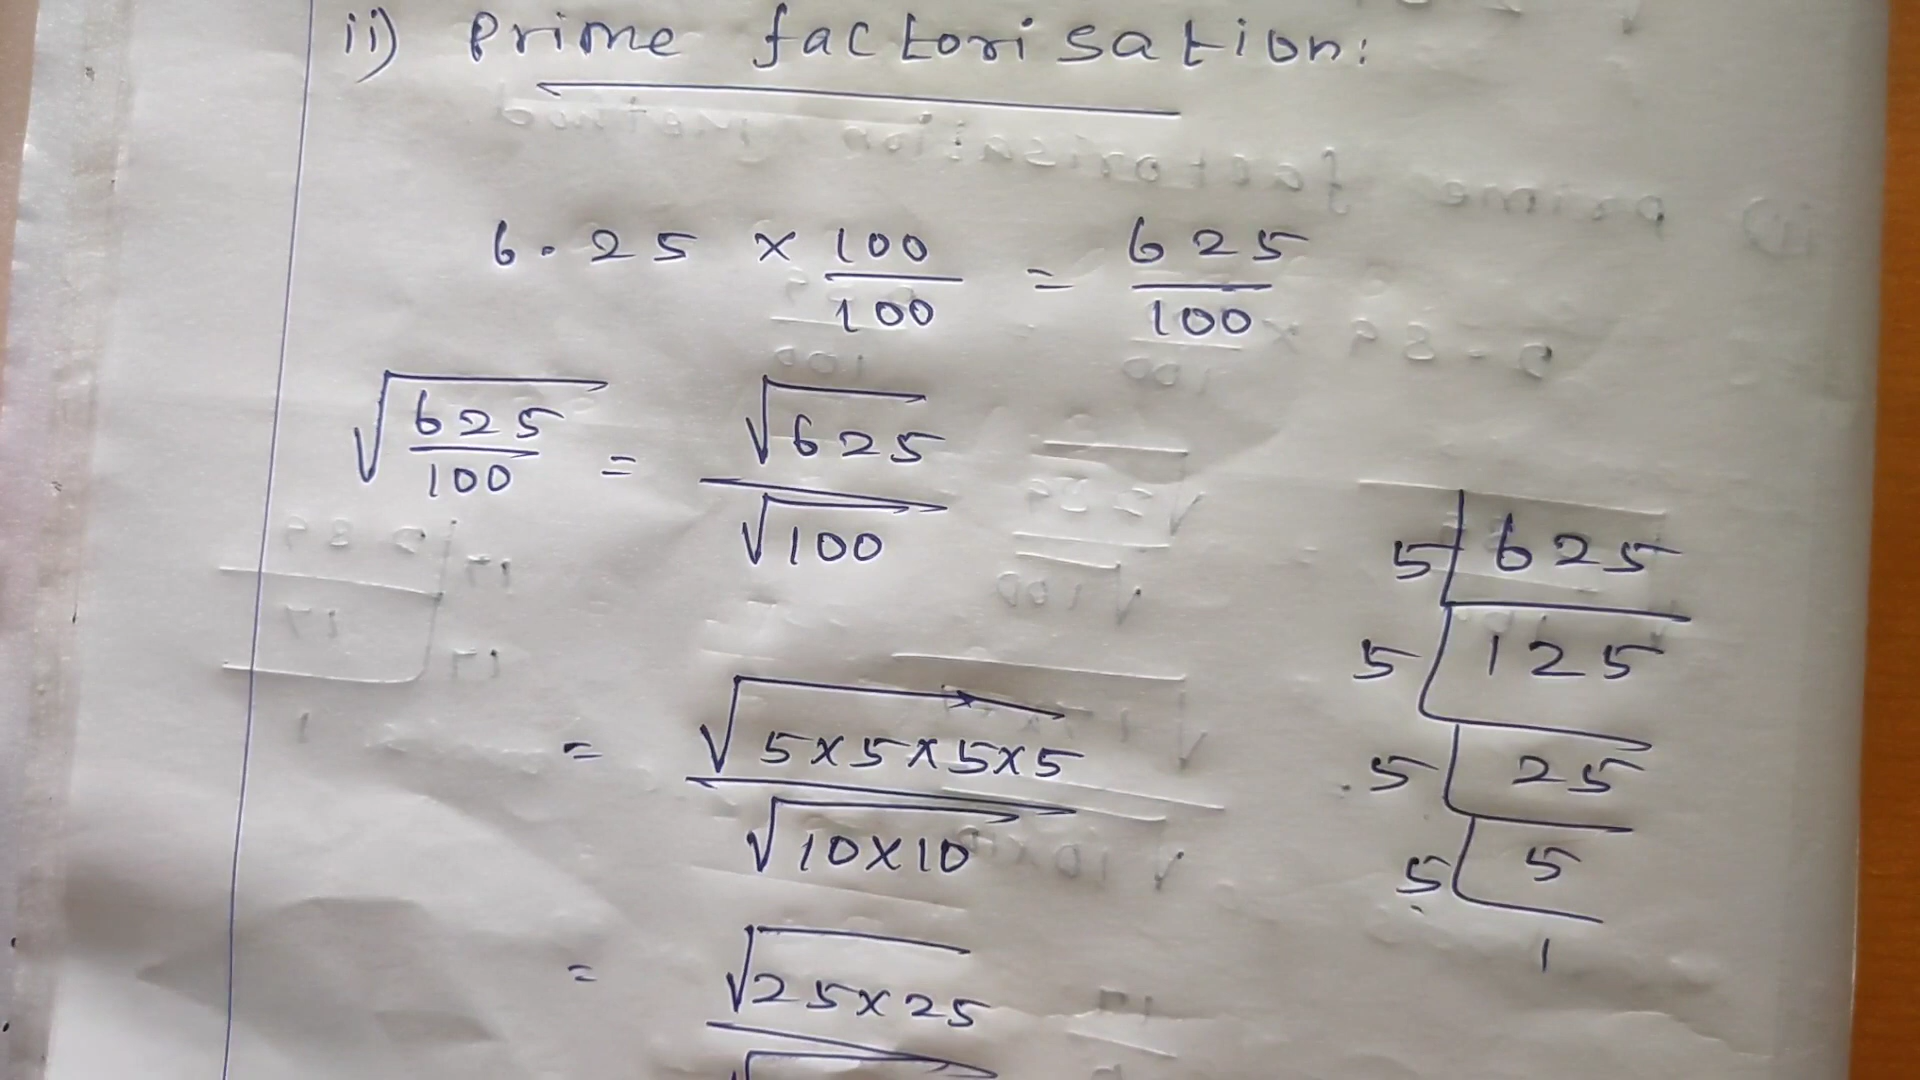 ii) Prime factorisation:
6.25 × 100/100 = 625/100
√(625/100) = √625/√100
= √(5×5×5×5)/√(10×10)
= √(25×25)/√
5 | 625
5 | 125
5 | 25
5 | 5
1